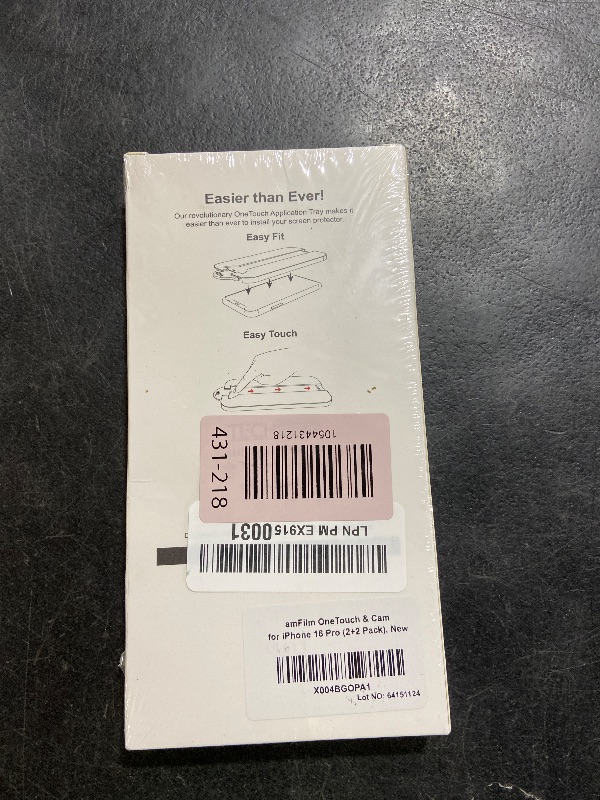 Easier than Ever!
Our revolutionary OneTouch Application Tray makes it
easier than ever to install your screen protector.
Easy Fit
Easy Touch
431-218
1054431218
LPN PM EX9150031
amFilm OneTouch & Cam
for iPhone 16 Pro (2+2 Pack), New
X004BGOPA1
Lot NO: 64151124